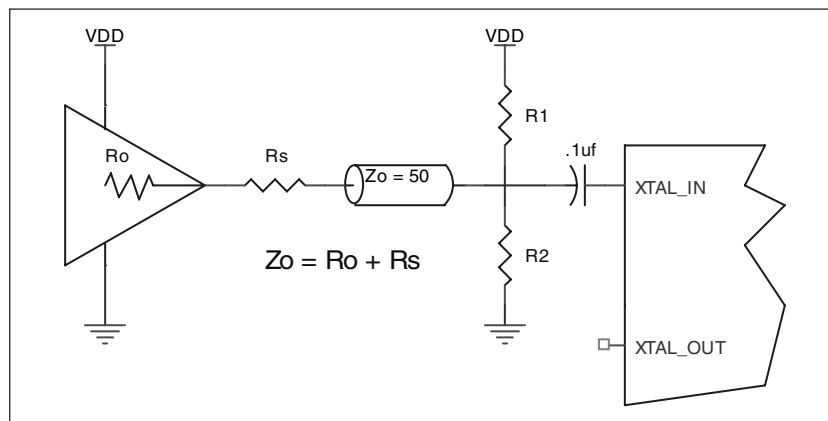 VDD
VDD
R1
Ro
Rs
Zo = 50
.1uf
XTAL_IN
Zo = Ro + Rs
R2
XTAL_OUT